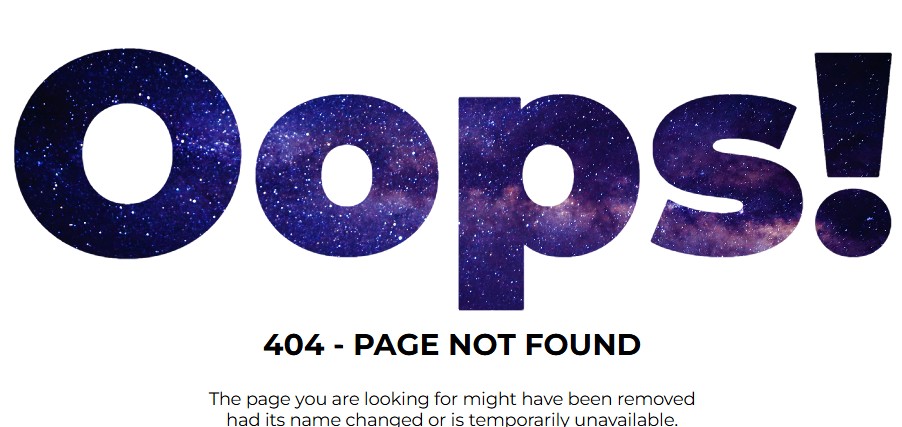 Oops!
404 - PAGE NOT FOUND
The page you are looking for might have been removed
had its name changed or is temporarily unavailable.